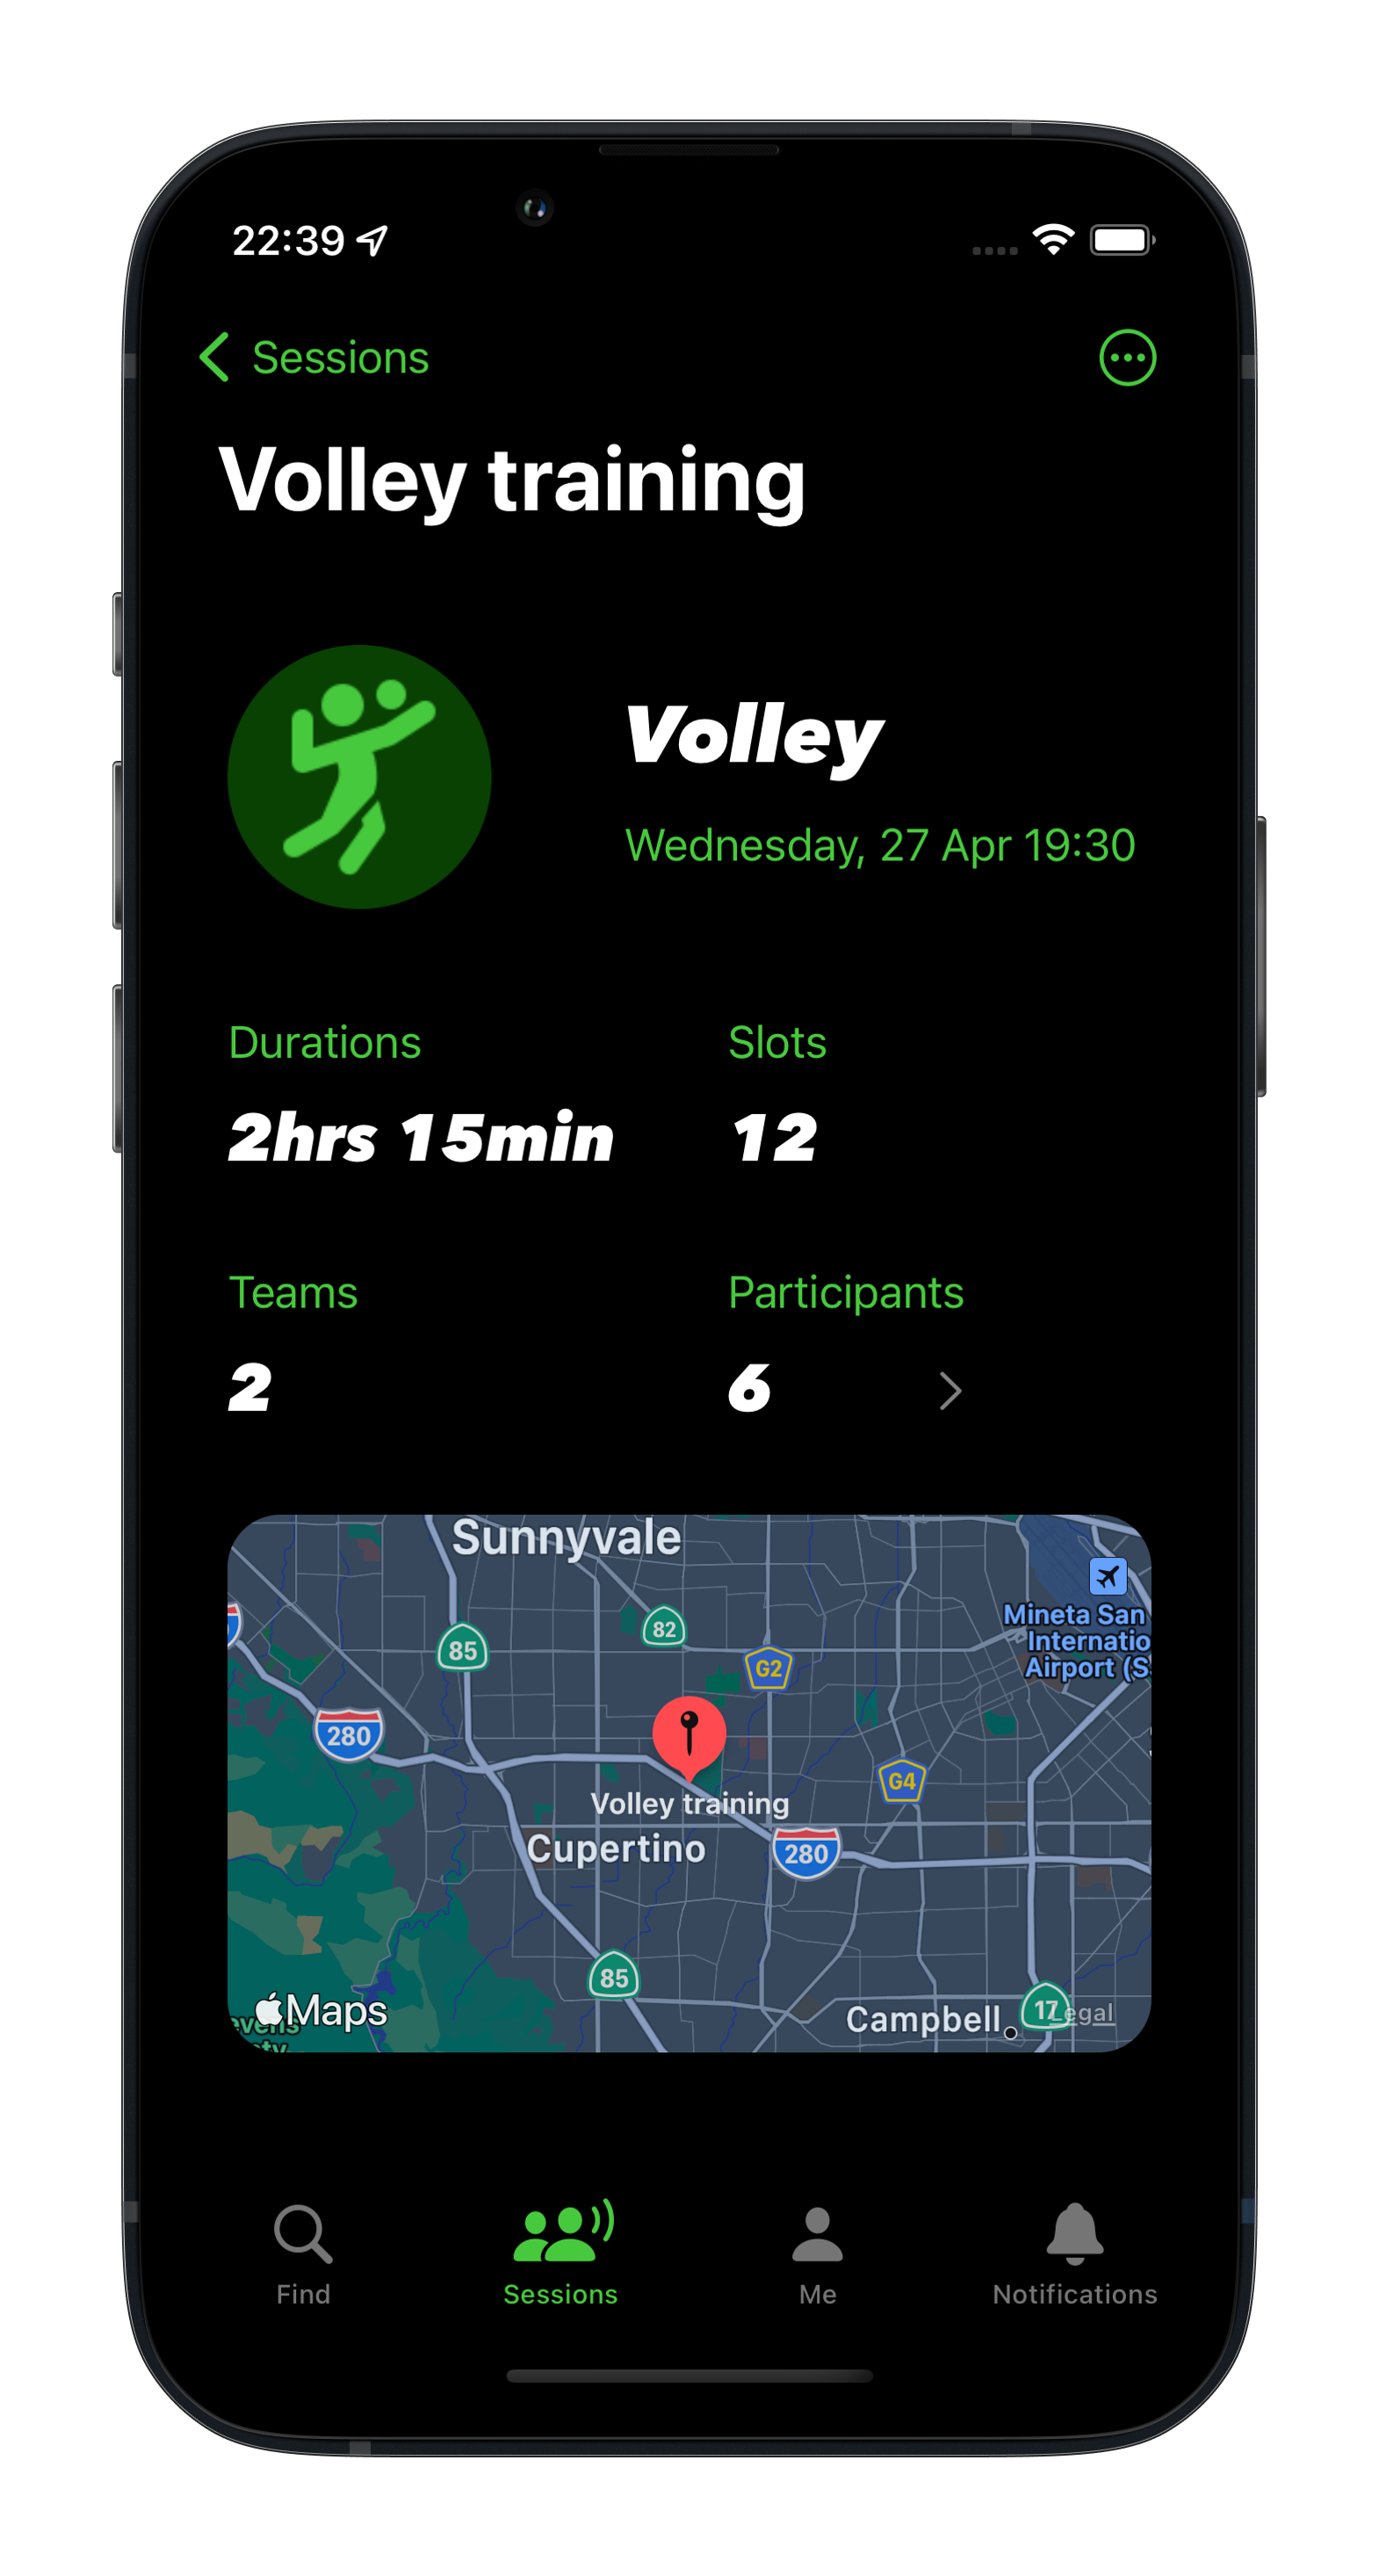 22:39
Sessions
Volley training
Volley
Wednesday, 27 Apr 19:30
Durations
Slots
2hrs 15min
12
Teams
Participants
2
6
Sunnyvale
82
85
G2
Mineta San
Internatio
Airport (S
280
G4
Volley training
Cupertino
280
85
Maps
Campbell
17
Legal
evens
Find
Sessions
Me
Notifications